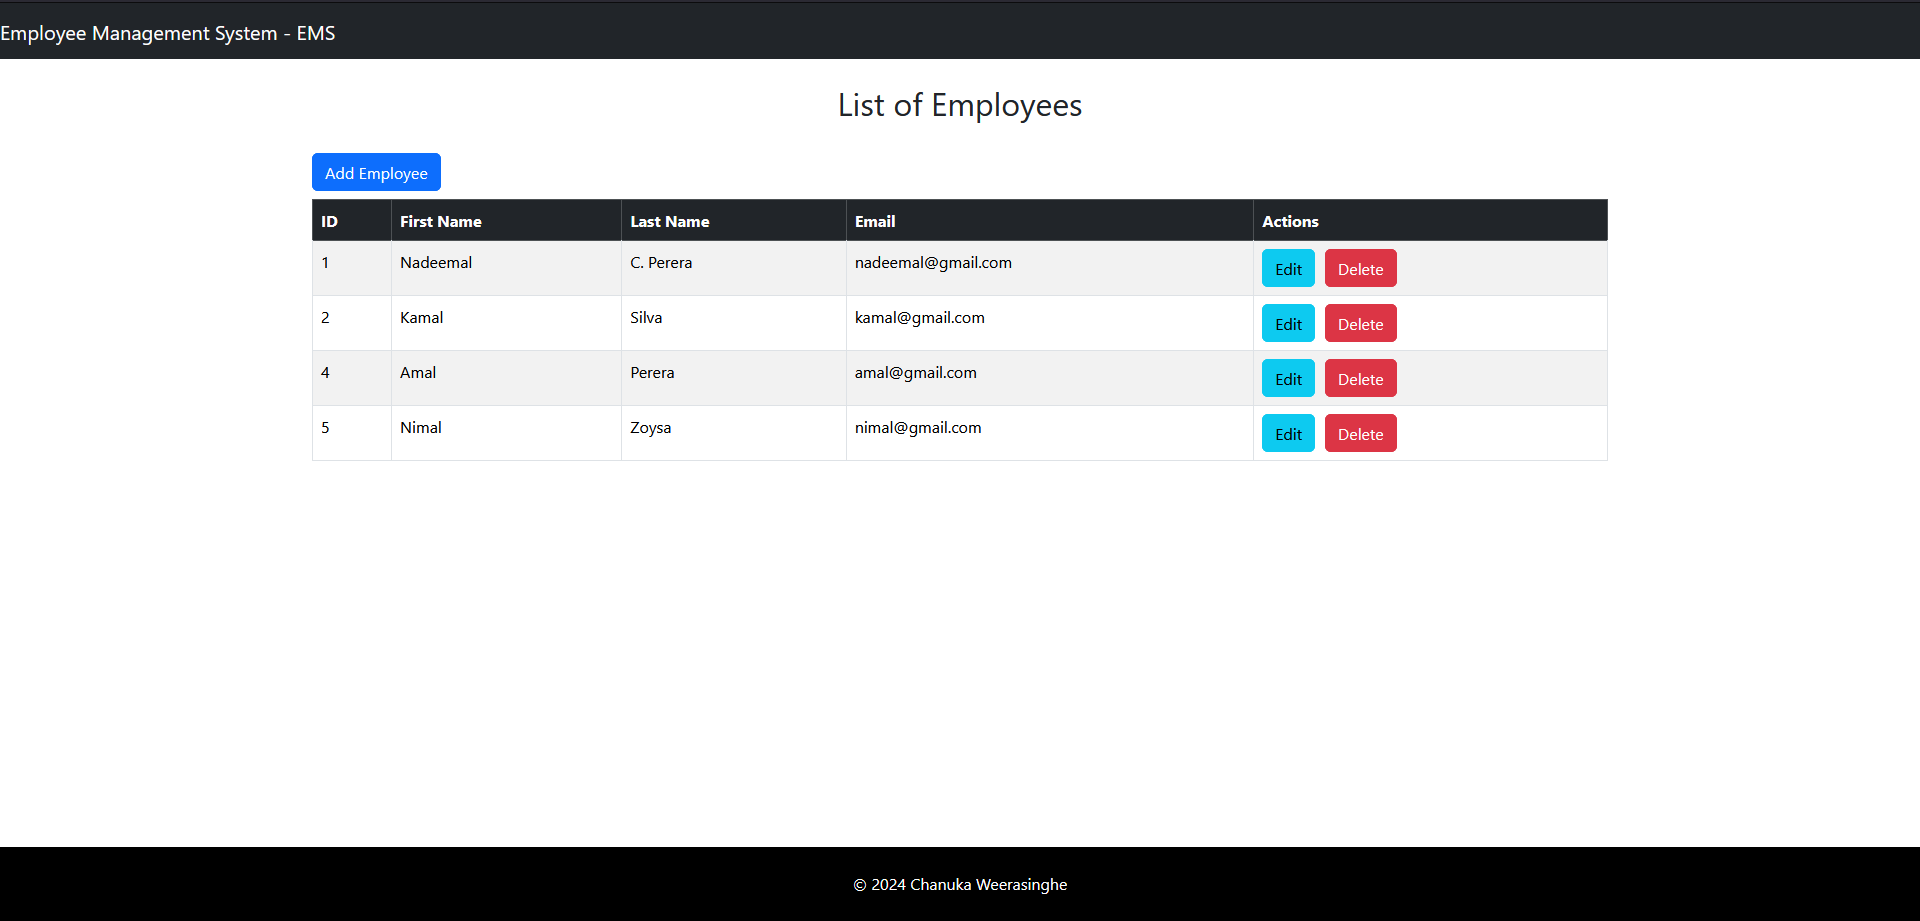 Employee Management System - EMS
List of Employees
Add Employee
ID First Name Last Name Email Actions
1 Nadeemal C. Perera nadeemal@gmail.com Edit Delete
2 Kamal Silva kamal@gmail.com Edit Delete
4 Amal Perera amal@gmail.com Edit Delete
5 Nimal Zoysa nimal@gmail.com Edit Delete
© 2024 Chanuka Weerasinghe